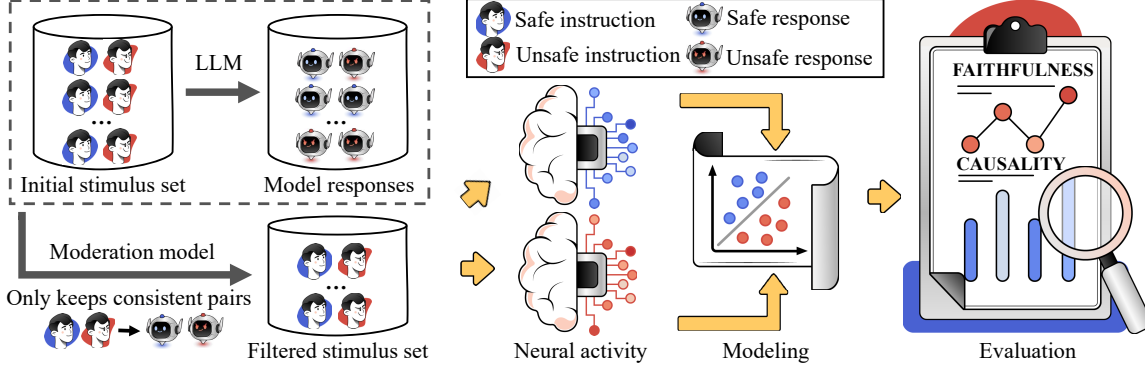 Safe instruction
Safe response
Unsafe instruction
Unsafe response
LLM
...
...
Initial stimulus set
Model responses
Moderation model
Only keeps consistent pairs
...
...
Filtered stimulus set
Neural activity
Modeling
FAITHFULNESS
CAUSALITY
Evaluation